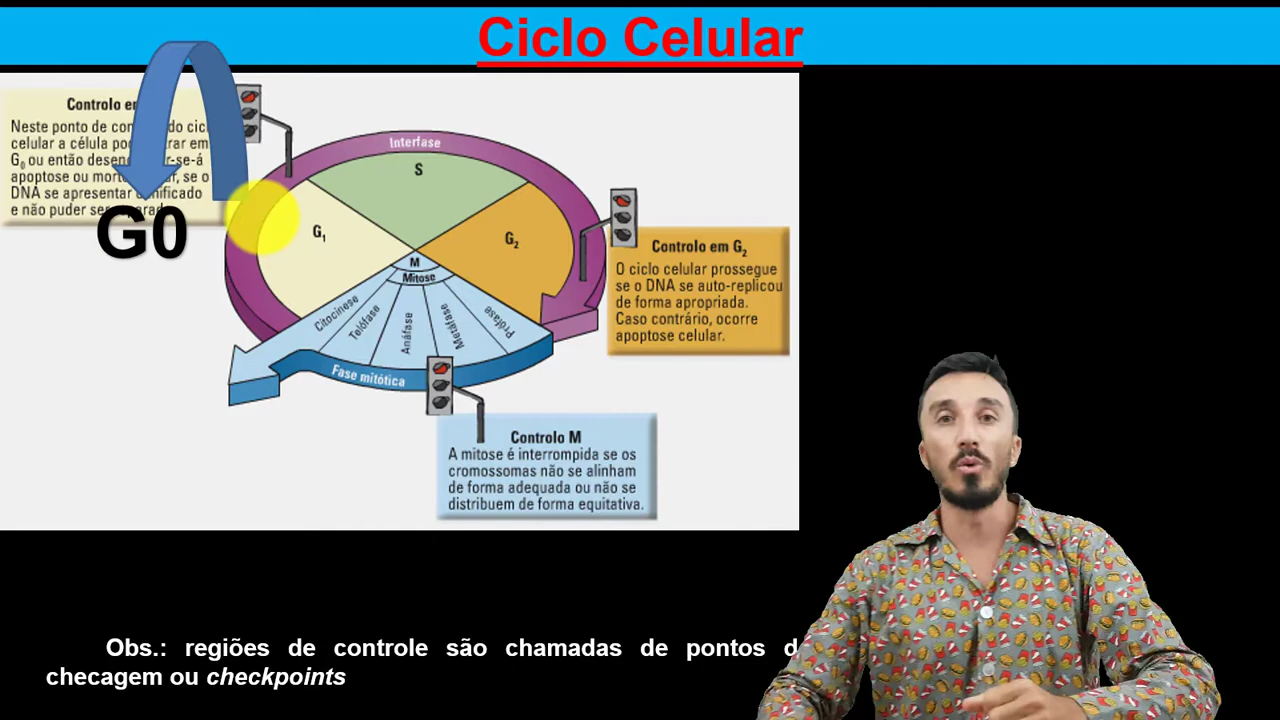 Ciclo Celular
Controlo em
Neste ponto de do cic
celular a célula po rar em
G₀ ou então desen r-se-á
apoptose ou mor , se o
DNA se apresentar nificado
e não puder ser
G0
Interfase
S
G₁
G₂
M
Mitose
Citocinese
Telófase
Anáfase
Metáfase
Prófase
Fase mitótica
Controlo em G₂
O ciclo celular prossegue
se o DNA se auto-replicou
de forma apropriada.
Caso contrário, ocorre
apoptose celular.
Controlo M
A mitose é interrompida se os
cromossomas não se alinham
de forma adequada ou não se
distribuem de forma equitativa.
Obs.: regiões de controle são chamadas de pontos d
checagem ou checkpoints